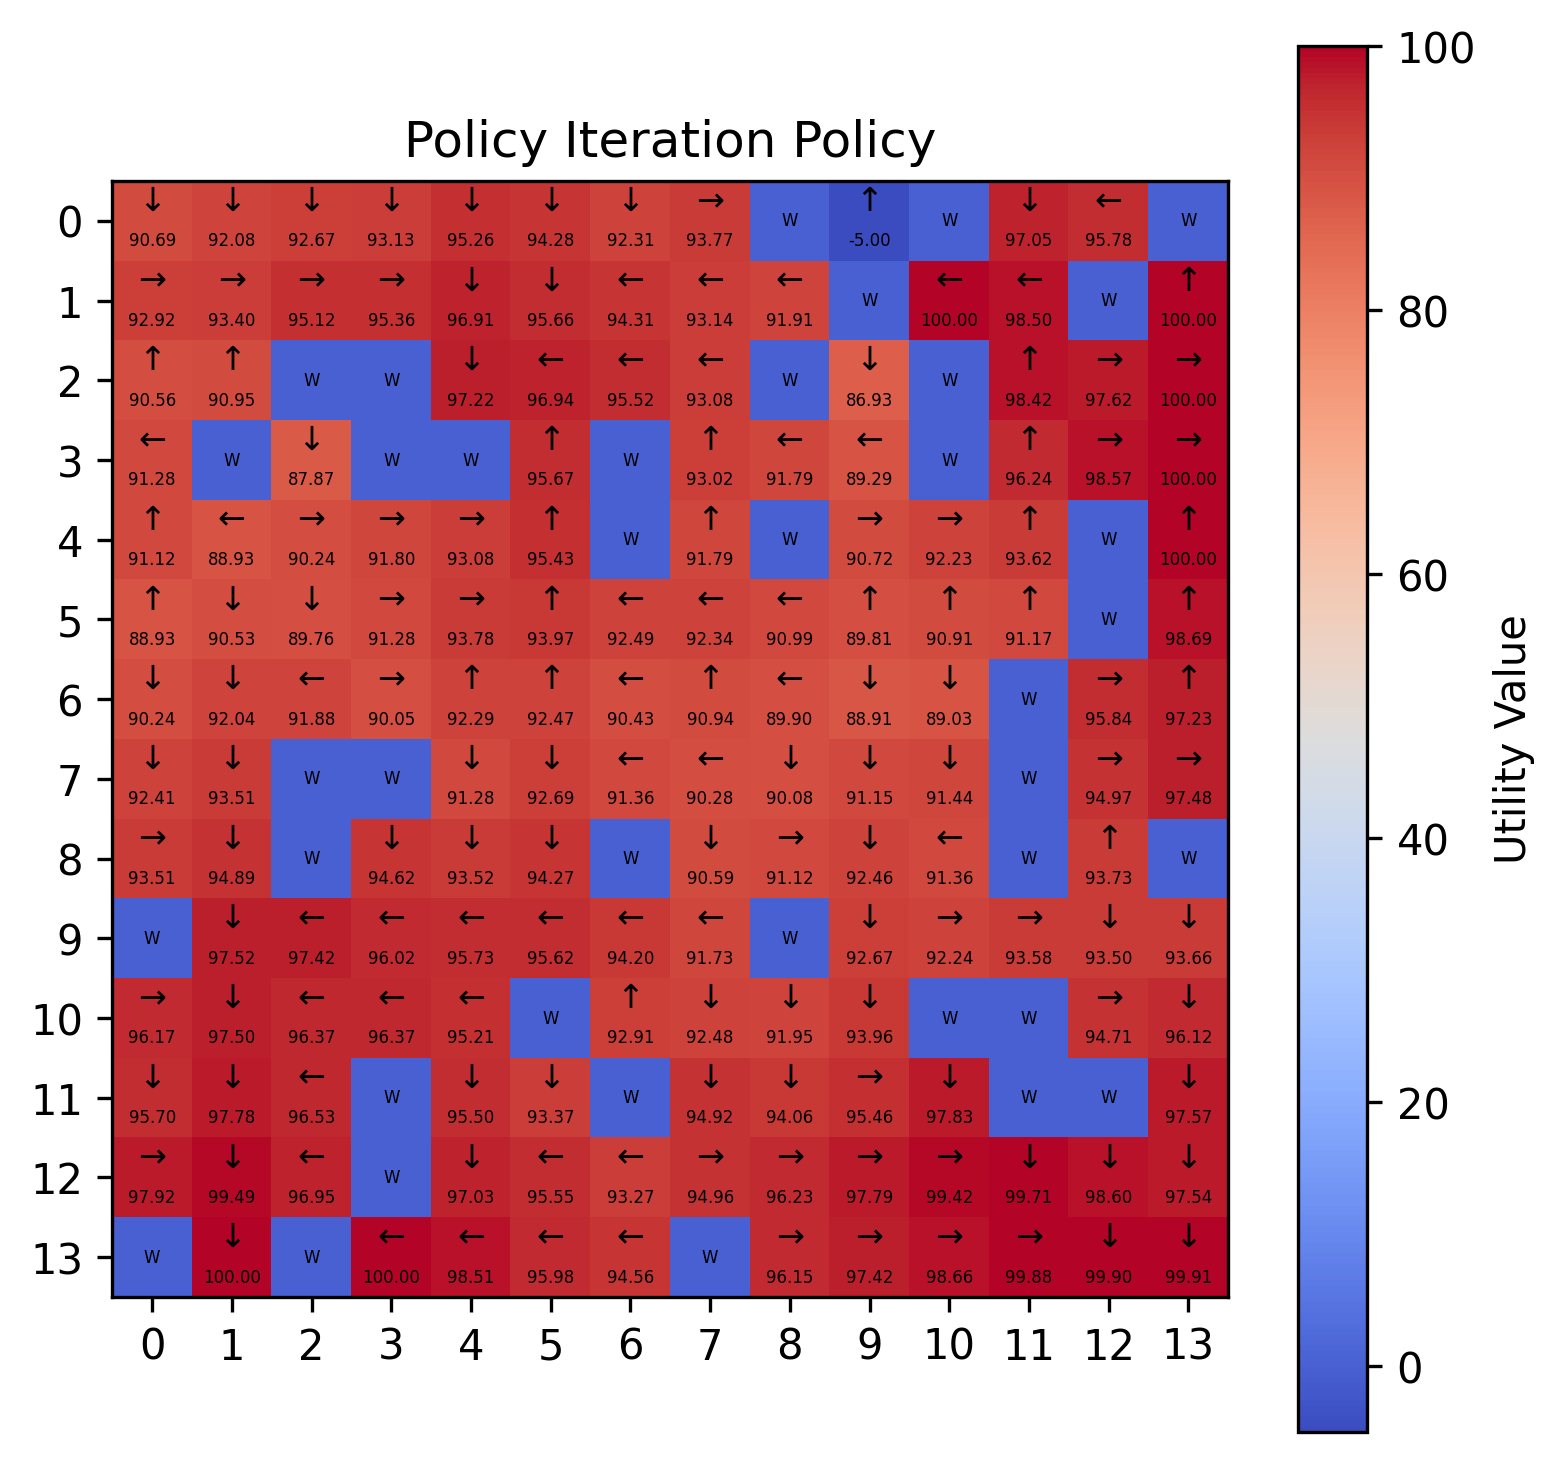 Policy Iteration Policy
0 ↓ ↓ ↓ ↓ ↓ ↓ ↓ → W ↑ W ↓ ← W
90.69 92.08 92.67 93.13 95.26 94.28 92.31 93.77 -5.00 97.05 95.78
1 → → → → ↓ ↓ ← ← ← W ← ← W ↑
92.92 93.40 95.12 95.36 96.91 95.66 94.31 93.14 91.91 100.00 98.50 100.00
2 ↑ ↑ W W ↓ ← ← ← W ↓ W ↑ → →
90.56 90.95 97.22 96.94 95.52 93.08 86.93 98.42 97.62 100.00
3 ← W ↓ W W ↑ W ↑ ← ← W ↑ → →
91.28 87.87 95.67 93.02 91.79 89.29 96.24 98.57 100.00
4 ↑ ← → → → ↑ W ↑ W → → ↑ W ↑
91.12 88.93 90.24 91.80 93.08 95.43 91.79 90.72 92.23 93.62 100.00
5 ↑ ↓ ↓ → → ↑ ← ← ← ↑ ↑ ↑ W ↑
88.93 90.53 89.76 91.28 93.78 93.97 92.49 92.34 90.99 89.81 90.91 91.17 98.69
6 ↓ ↓ ← → ↑ ↑ ← ↑ ← ↓ ↓ W → ↑
90.24 92.04 91.88 90.05 92.29 92.47 90.43 90.94 89.90 88.91 89.03 95.84 97.23
7 ↓ ↓ W W ↓ ↓ ← ← ↓ ↓ ↓ W → →
92.41 93.51 91.28 92.69 91.36 90.28 90.08 91.15 91.44 94.97 97.48
8 → ↓ W ↓ ↓ ↓ W ↓ → ↓ ← W ↑ W
93.51 94.89 94.62 93.52 94.27 90.59 91.12 92.46 91.36 93.73
9 W ↓ ← ← ← ← ← ← W ↓ → → ↓ ↓
97.52 97.42 96.02 95.73 95.62 94.20 91.73 92.67 92.24 93.58 93.50 93.66
10 → ↓ ← ← ← W ↑ ↓ ↓ ↓ W W → ↓
96.17 97.50 96.37 96.37 95.21 92.91 92.48 91.95 93.96 94.71 96.12
11 ↓ ↓ ← W ↓ ↓ W ↓ ↓ → ↓ W W ↓
95.70 97.78 96.53 95.50 93.37 94.92 94.06 95.46 97.83 97.57
12 → ↓ ← W ↓ ← ← → → → → ↓ ↓ ↓
97.92 99.49 96.95 97.03 95.55 93.27 94.96 96.23 97.79 99.42 99.71 98.60 97.54
13 W ↓ W ← ← ← ← W → → → → ↓ ↓
100.00 100.00 98.51 95.98 94.56 96.15 97.42 98.66 99.88 99.90 99.91
0 1 2 3 4 5 6 7 8 9 10 11 12 13
100
80
60
40
20
0
Utility Value